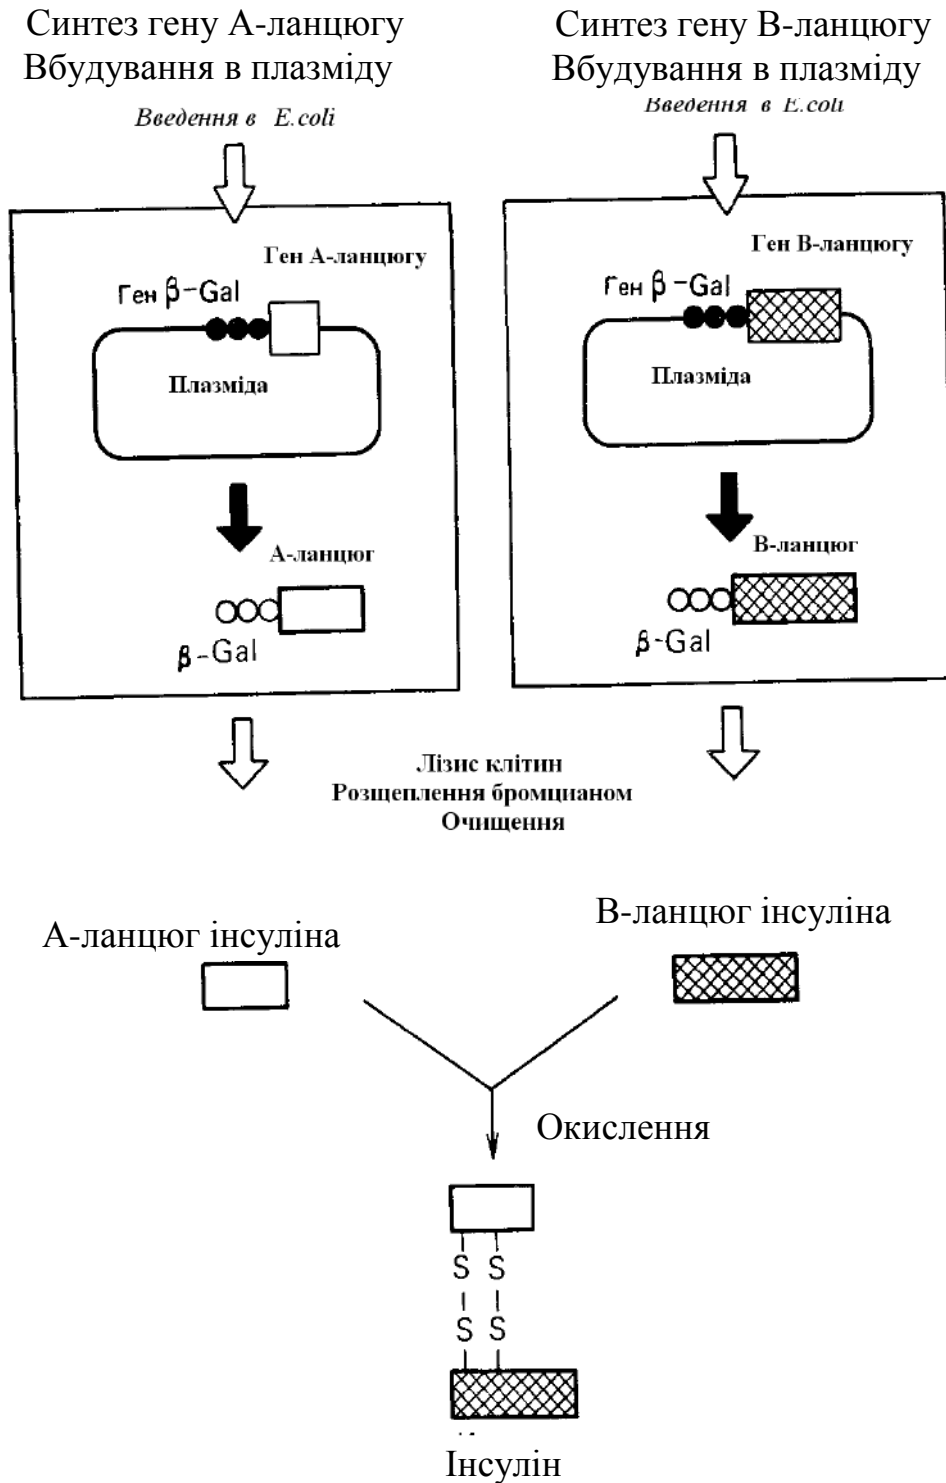 Синтез гену А-ланцюгу
Вбудування в плазміду
Введення в E.coli
Ген А-ланцюгу
Ген β-Gal
Плазміда
А-ланцюг
β-Gal
Синтез гену В-ланцюгу
Вбудування в плазміду
Введення в E.coli
Ген В-ланцюгу
Ген β-Gal
Плазміда
В-ланцюг
β-Gal
Лізис клітин
Розщеплення бромцианом
Очищення
А-ланцюг інсуліна
В-ланцюг інсуліна
Окислення
S S
S S
Інсулін